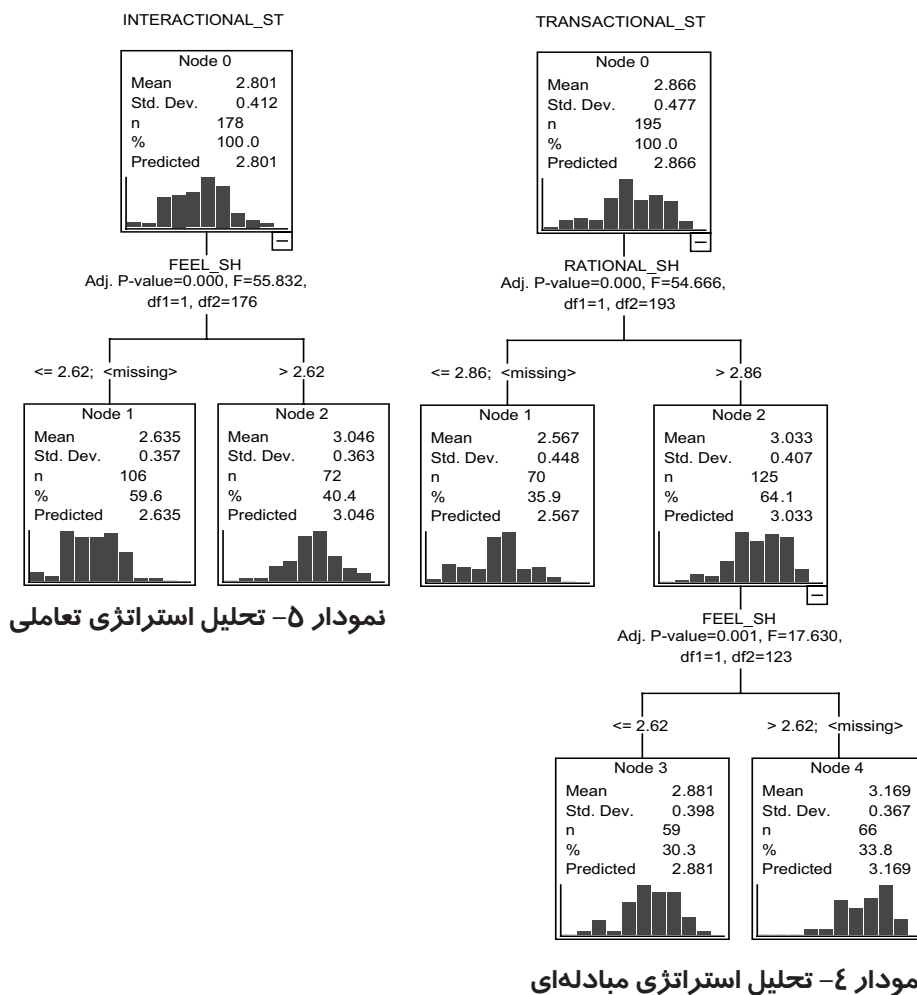 INTERACTIONAL_ST
Node 0
Mean 2.801
Std. Dev. 0.412
n 178
% 100.0
Predicted 2.801
FEEL_SH
Adj. P-value=0.000, F=55.832,
df1=1, df2=176
<= 2.62; <missing>
> 2.62
Node 1
Mean 2.635
Std. Dev. 0.357
n 106
% 59.6
Predicted 2.635
Node 2
Mean 3.046
Std. Dev. 0.363
n 72
% 40.4
Predicted 3.046
نمودار ۵- تحلیل استراتژی تعاملی
TRANSACTIONAL_ST
Node 0
Mean 2.866
Std. Dev. 0.477
n 195
% 100.0
Predicted 2.866
RATIONAL_SH
Adj. P-value=0.000, F=54.666,
df1=1, df2=193
<= 2.86; <missing>
> 2.86
Node 1
Mean 2.567
Std. Dev. 0.448
n 70
% 35.9
Predicted 2.567
Node 2
Mean 3.033
Std. Dev. 0.407
n 125
% 64.1
Predicted 3.033
FEEL_SH
Adj. P-value=0.001, F=17.630,
df1=1, df2=123
<= 2.62
> 2.62; <missing>
Node 3
Mean 2.881
Std. Dev. 0.398
n 59
% 30.3
Predicted 2.881
Node 4
Mean 3.169
Std. Dev. 0.367
n 66
% 33.8
Predicted 3.169
مودار ٤- تحلیل استراتژی مبادله‌ای